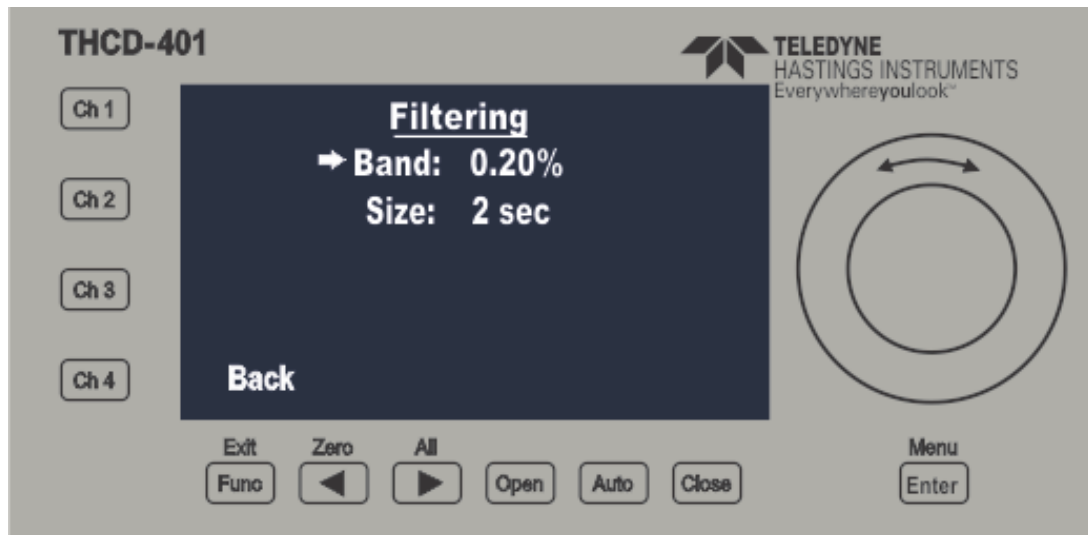 THCD-401
TELEDYNE
HASTINGS INSTRUMENTS
Everywhereyoulook™
Ch 1
Ch 2
Ch 3
Ch 4
Filtering
Band: 0.20%
Size: 2 sec
Back
Exit Zero All
Func Open Auto Close
Menu
Enter